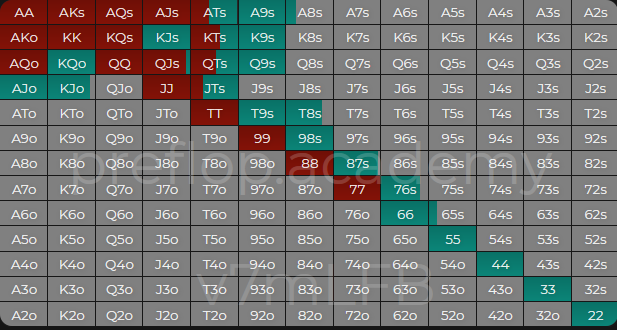 AA AKs AQs AJs ATs A9s A8s A7s A6s A5s A4s A3s A2s
AKo KK KQs KJs KTs K9s K8s K7s K6s K5s K4s K3s K2s
AQo KQo QQ QJs QTs Q9s Q8s Q7s Q6s Q5s Q4s Q3s Q2s
AJo KJo QJo JJ JTs J9s J8s J7s J6s J5s J4s J3s J2s
ATo KTo QTo JTo TT T9s T8s T7s T6s T5s T4s T3s T2s
A9o K9o Q9o J9o T9o 99 98s 97s 96s 95s 94s 93s 92s
A8o K8o Q8o J8o T8o 98o 88 87s 86s 85s 84s 83s 82s
preflop.academy
A7o K7o Q7o J7o T7o 97o 87o 77 76s 75s 74s 73s 72s
A6o K6o Q6o J6o T6o 96o 86o 76o 66 65s 64s 63s 62s
A5o K5o Q5o J5o T5o 95o 85o 75o 65o 55 54s 53s 52s
A4o K4o Q4o J4o T4o 94o 84o 74o 64o 54o 44 43s 42s
v7mLFB
A3o K3o Q3o J3o T3o 93o 83o 73o 63o 53o 43o 33 32s
A2o K2o Q2o J2o T2o 92o 82o 72o 62o 52o 42o 32o 22